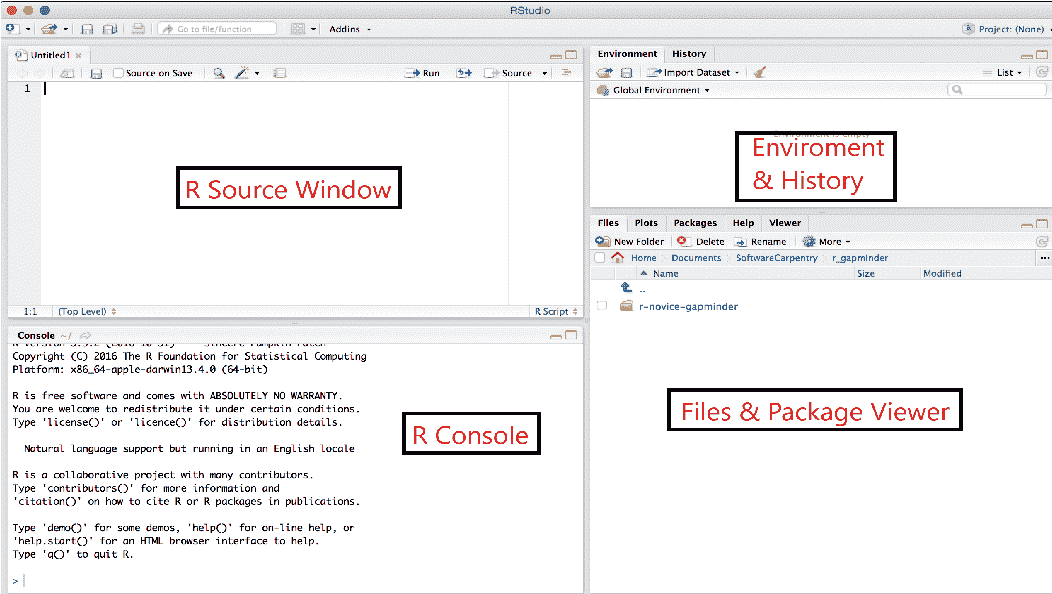 RStudio
Go to file/function
Addins
Project: (None)
Untitled1
Source on Save
Run
Source
1
R Source Window
1:1
(Top Level)
R Script
Console ~/
Copyright (C) 2016 The R Foundation for Statistical Computing
Platform: x86_64-apple-darwin13.4.0 (64-bit)
R is free software and comes with ABSOLUTELY NO WARRANTY.
You are welcome to redistribute it under certain conditions.
Type 'license()' or 'licence()' for distribution details.
Natural language support but running in an English locale
R is a collaborative project with many contributors.
Type 'contributors()' for more information and
'citation()' on how to cite R or R packages in publications.
Type 'demo()' for some demos, 'help()' for on-line help, or
'help.start()' for an HTML browser interface to help.
Type 'q()' to quit R.
>
R Console
Environment History
Import Dataset
List
Global Environment
Enviroment
& History
Files Plots Packages Help Viewer
New Folder Delete Rename More
Home Documents SoftwareCarpentry r_gapminder ...
Name Size Modified
..
r-novice-gapminder
Files & Package Viewer